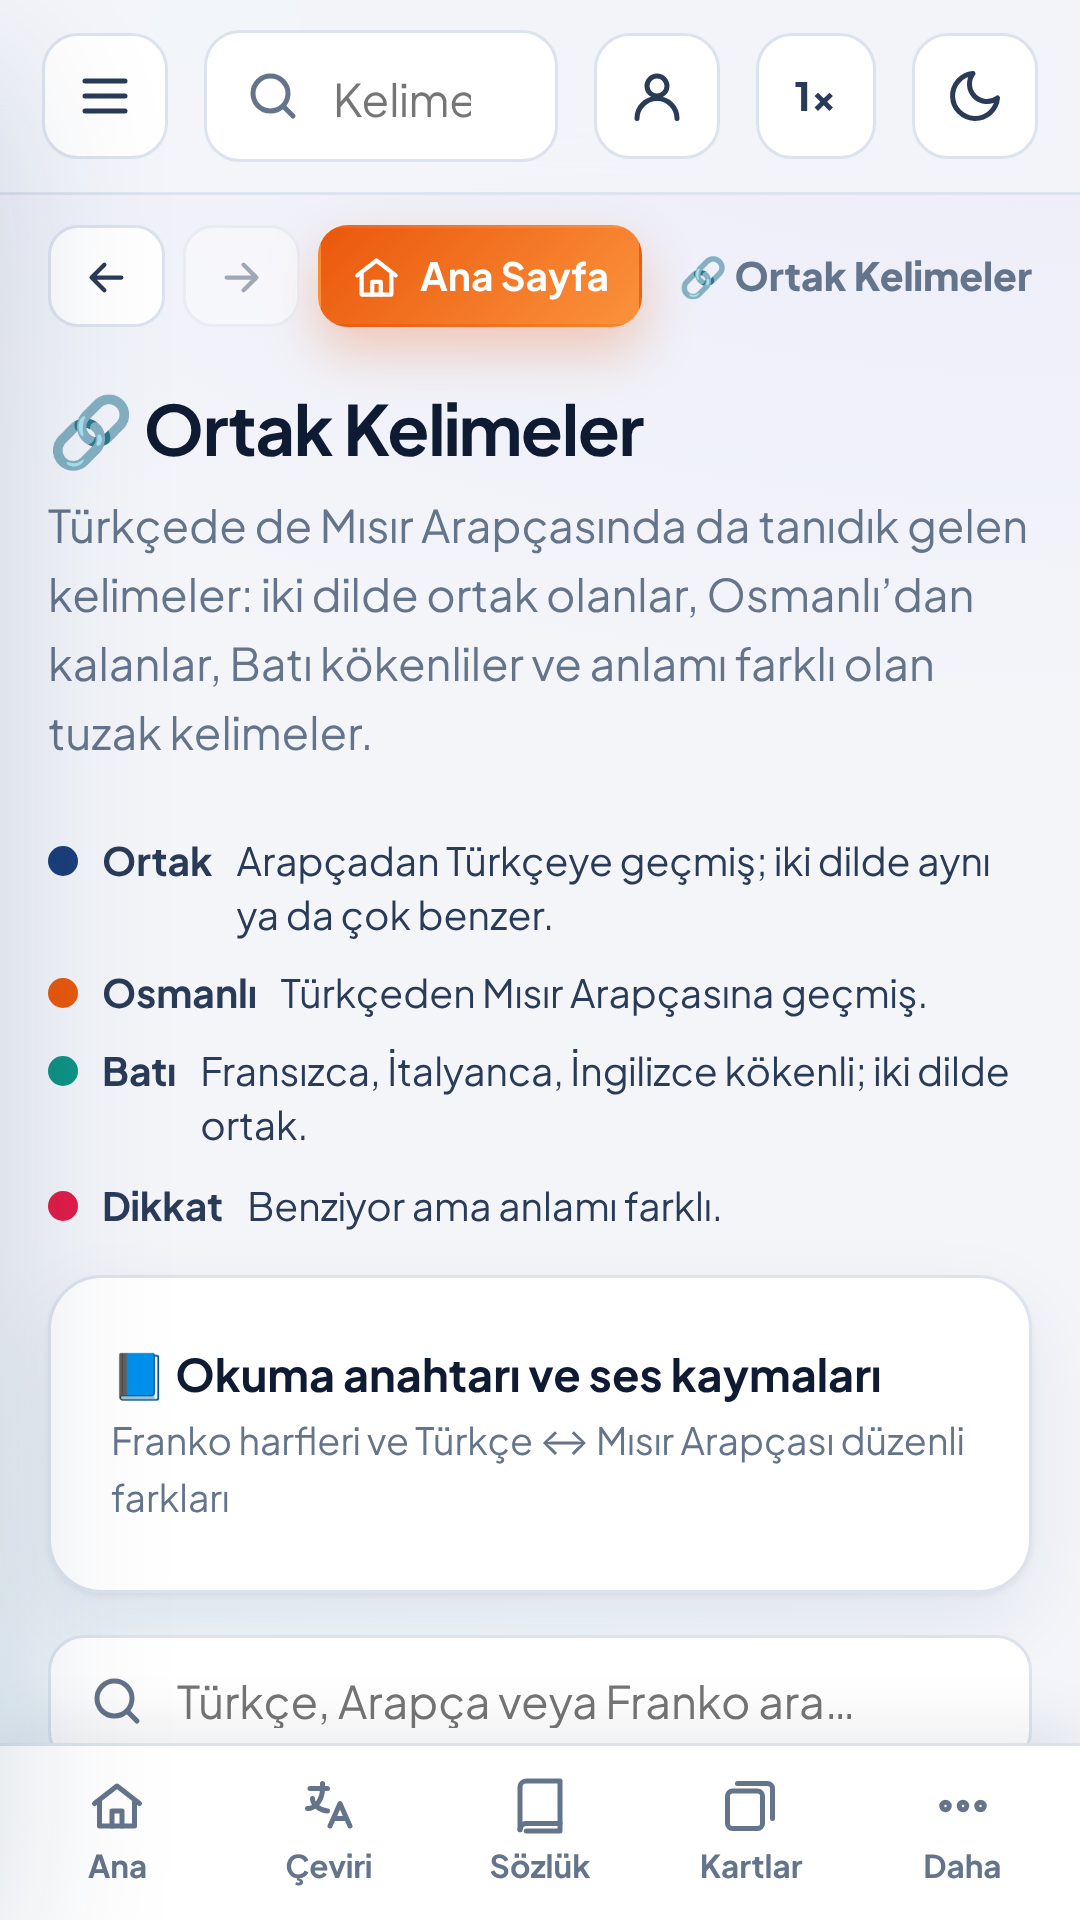 Kelime
1×
Ana Sayfa
Ortak Kelimeler
Ortak Kelimeler
Türkçede de Mısır Arapçasında da tanıdık gelen
kelimeler: iki dilde ortak olanlar, Osmanlı’dan
kalanlar, Batı kökenliler ve anlamı farklı olan
tuzak kelimeler.
Ortak Arapçadan Türkçeye geçmiş; iki dilde aynı
ya da çok benzer.
Osmanlı Türkçeden Mısır Arapçasına geçmiş.
Batı Fransızca, İtalyanca, İngilizce kökenli; iki dilde
ortak.
Dikkat Benziyor ama anlamı farklı.
Okuma anahtarı ve ses kaymaları
Franko harfleri ve Türkçe ↔ Mısır Arapçası düzenli
farkları
Türkçe, Arapça veya Franko ara...
Ana
Çeviri
Sözlük
Kartlar
Daha